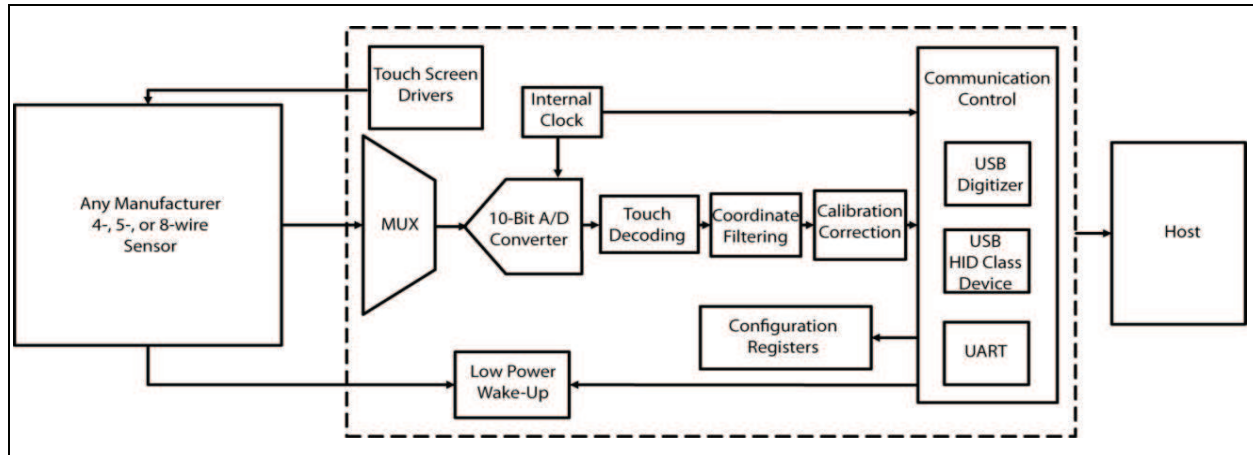 Touch Screen
Drivers
Internal
Clock
Communication
Control
Any Manufacturer
4-, 5-, or 8-wire
Sensor
MUX
10-Bit A/D
Converter
Touch
Decoding
Coordinate
Filtering
Calibration
Correction
USB
Digitizer
USB
HID Class
Device
UART
Host
Configuration
Registers
Low Power
Wake-Up